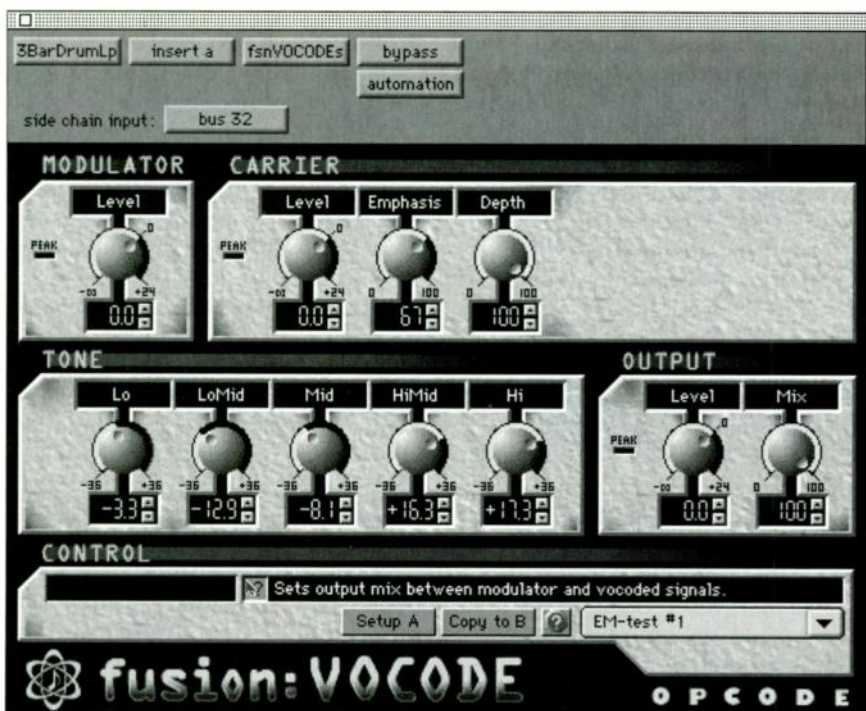 3BarDrumLp insert a fsnVOCODEs bypass
automation
side chain input: bus 32
MODULATOR CARRIER
Level Level Emphasis Depth
0 0
PEAK PEAK
-∞ +24 -∞ +24 0 100 0 100
0.0 0.0 67 100
TONE OUTPUT
Lo LoMid Mid HiMid Hi Level Mix
0
PEAK
-36 +36 -36 +36 -36 +36 -36 +36 -36 +36 -∞ +24 0 100
-3.3 -12.9 -8.1 +16.3 +17.3 0.0 100
CONTROL
? Sets output mix between modulator and vocoded signals.
Setup A Copy to B ? EM-test #1
fusion:VOCODE
OPCODE